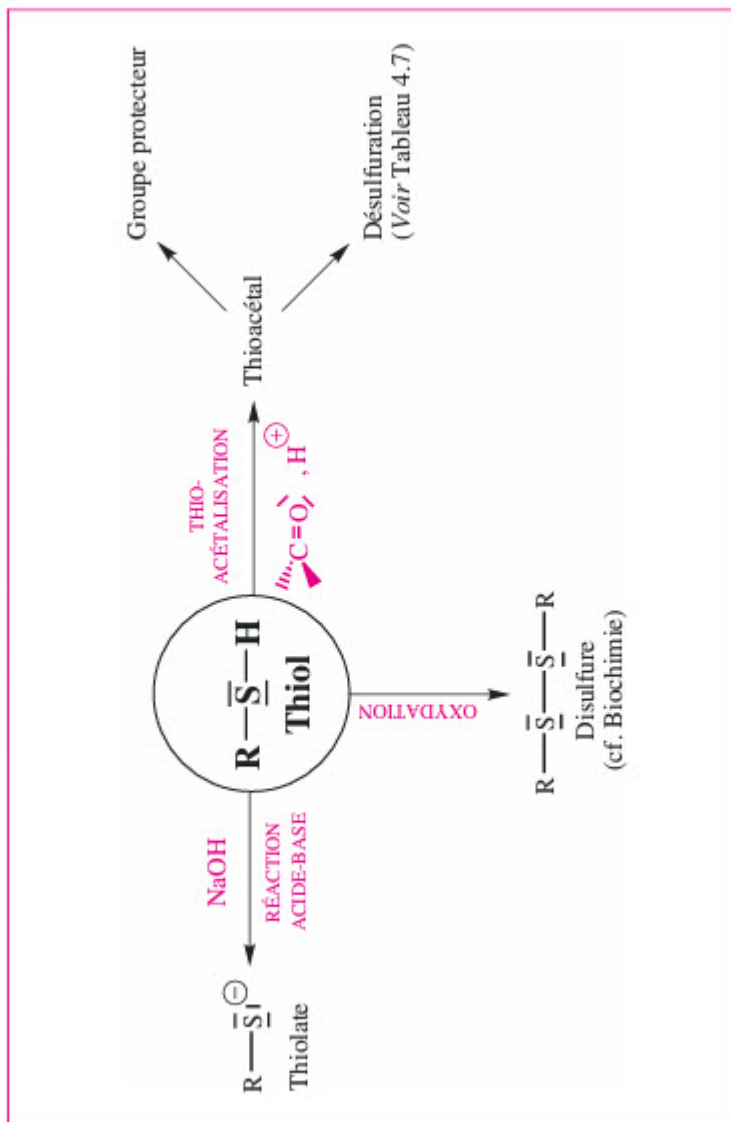 Groupe protecteur
Thioacétal
Désulfuration
(Voir Tableau 4.7)
THIO-
ACÉTALISATION
C=O , H ⊕
R—S—H
Thiol
NaOH
RÉACTION
ACIDE-BASE
R—S ⊖
Thiolate
OXYDATION
R—S—S—R
Disulfure
(cf. Biochimie)